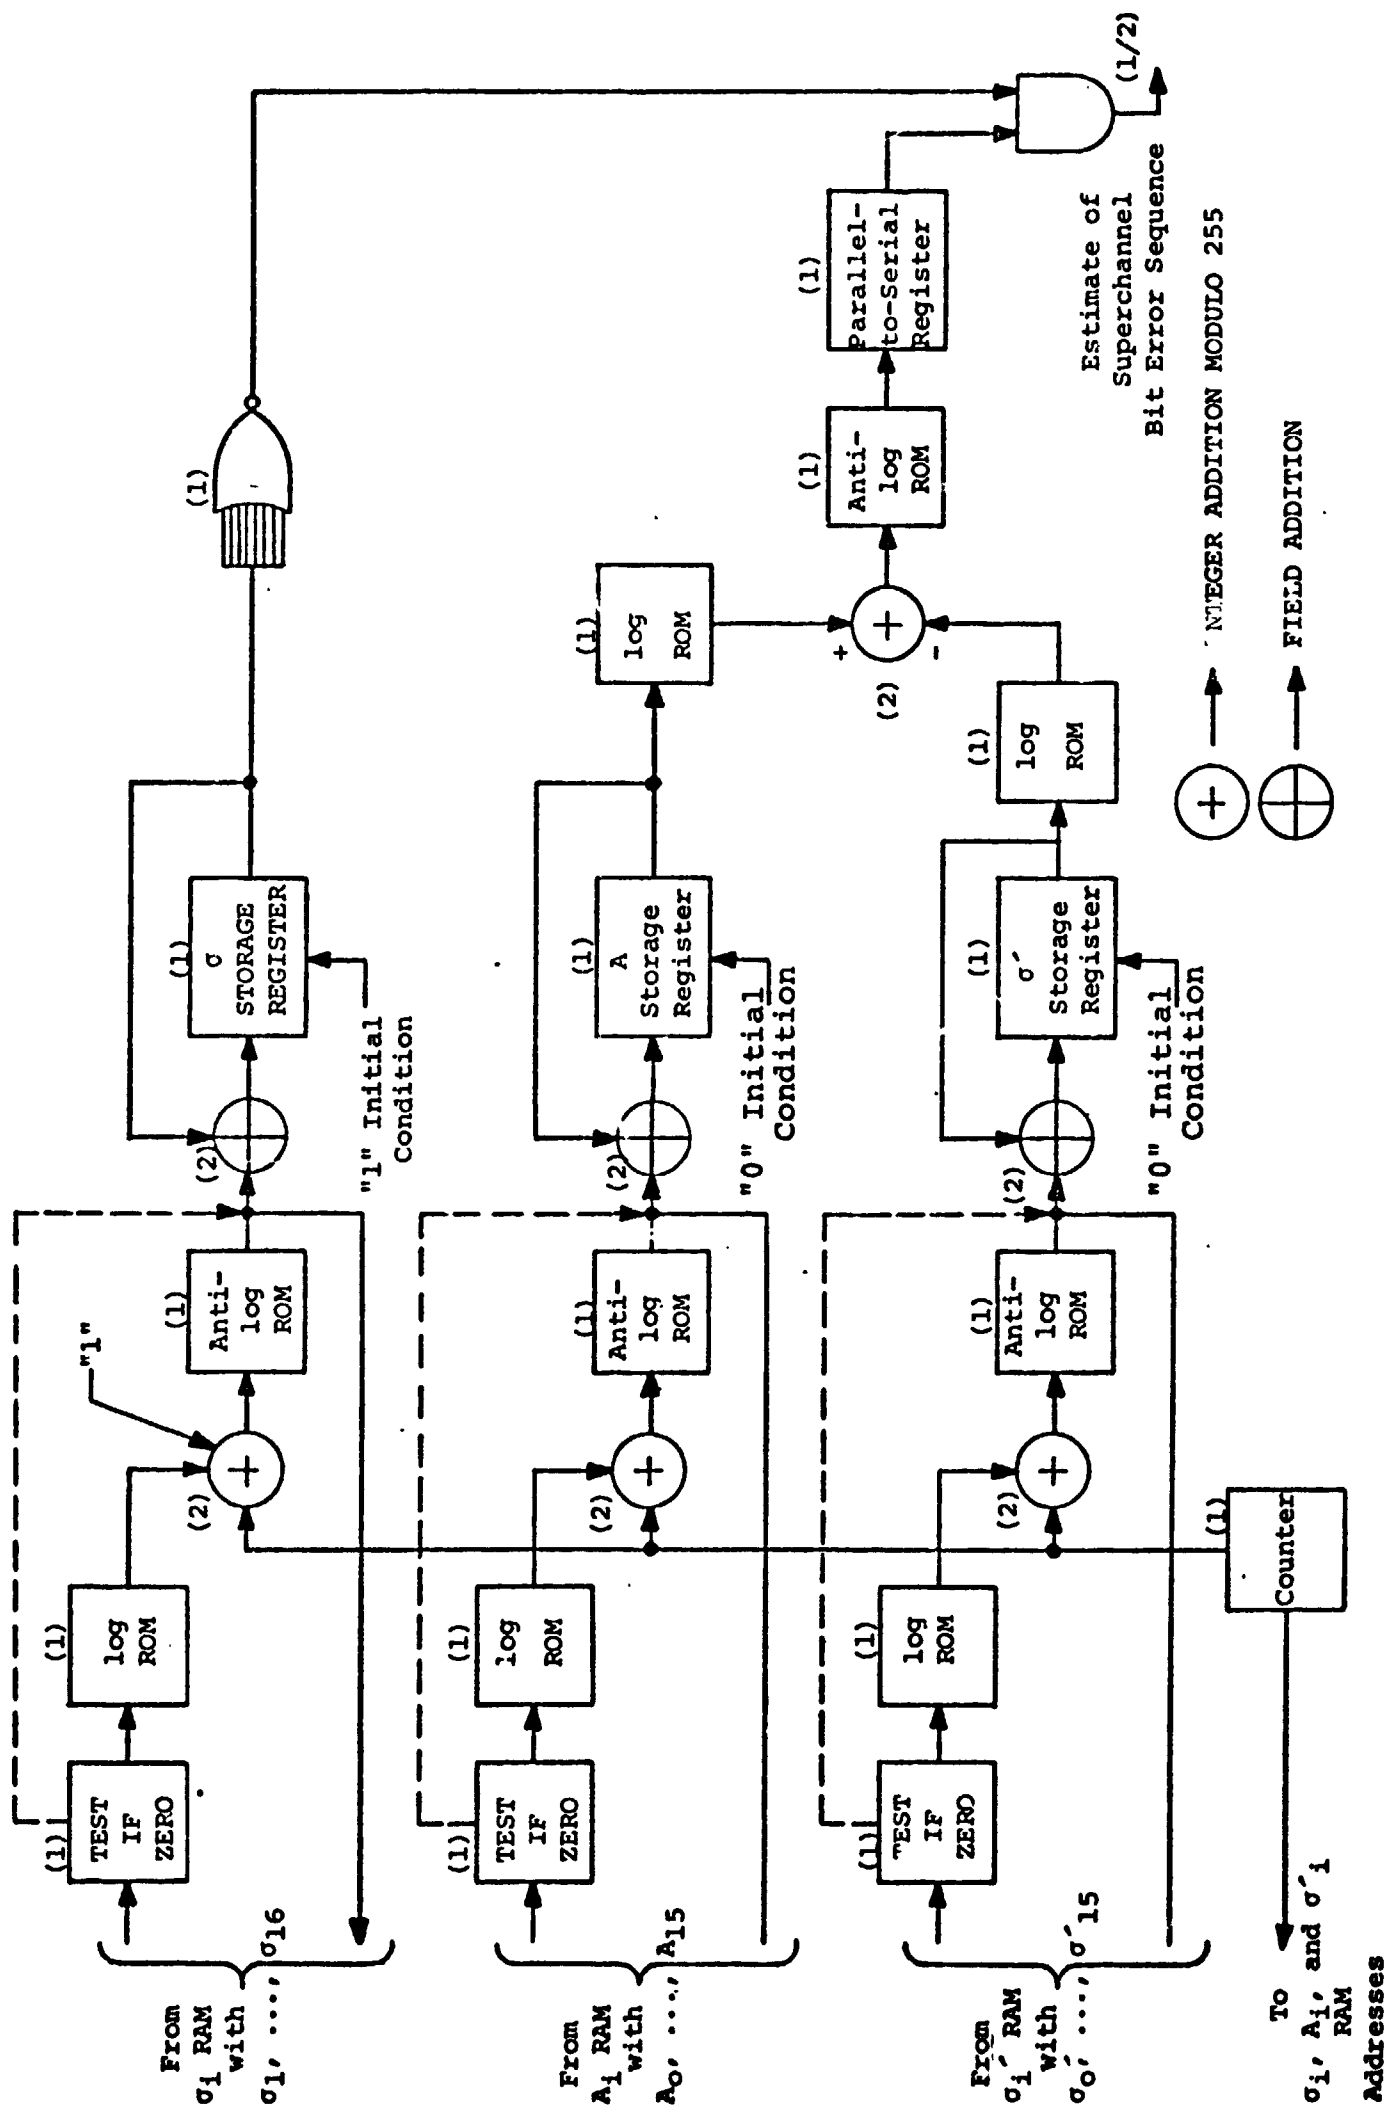 From
σi RAM
with
σ1, ..., σ16
(1)
TEST
IF
ZERO
(1)
log
ROM
(2)
"1"
(1)
Anti-
log
ROM
(2)
(1)
σ
STORAGE
REGISTER
"1" Initial
Condition
(1)
From
Ai RAM
with
A0, ..., A15
(1)
TEST
IF
ZERO
(1)
log
ROM
(2)
(1)
Anti-
log
ROM
(2)
(1)
A
Storage
Register
"0" Initial
Condition
(1)
log
ROM
From
σi′ RAM
with
σ0′, ..., σ′15
(1)
TEST
IF
ZERO
(1)
log
ROM
(2)
(1)
Anti-
log
ROM
(2)
(1)
σ′
Storage
Register
"0" Initial
Condition
(1)
log
ROM
+
-
(2)
(1)
Anti-
log
ROM
(1)
Parallel-
to-Serial
Register
(1/2)
Estimate of
Superchannel
Bit Error Sequence
(1)
Counter
To
σi, Ai, and σ′i
RAM
Addresses
NTEGER ADDITION MODULO 255
FIELD ADDITION